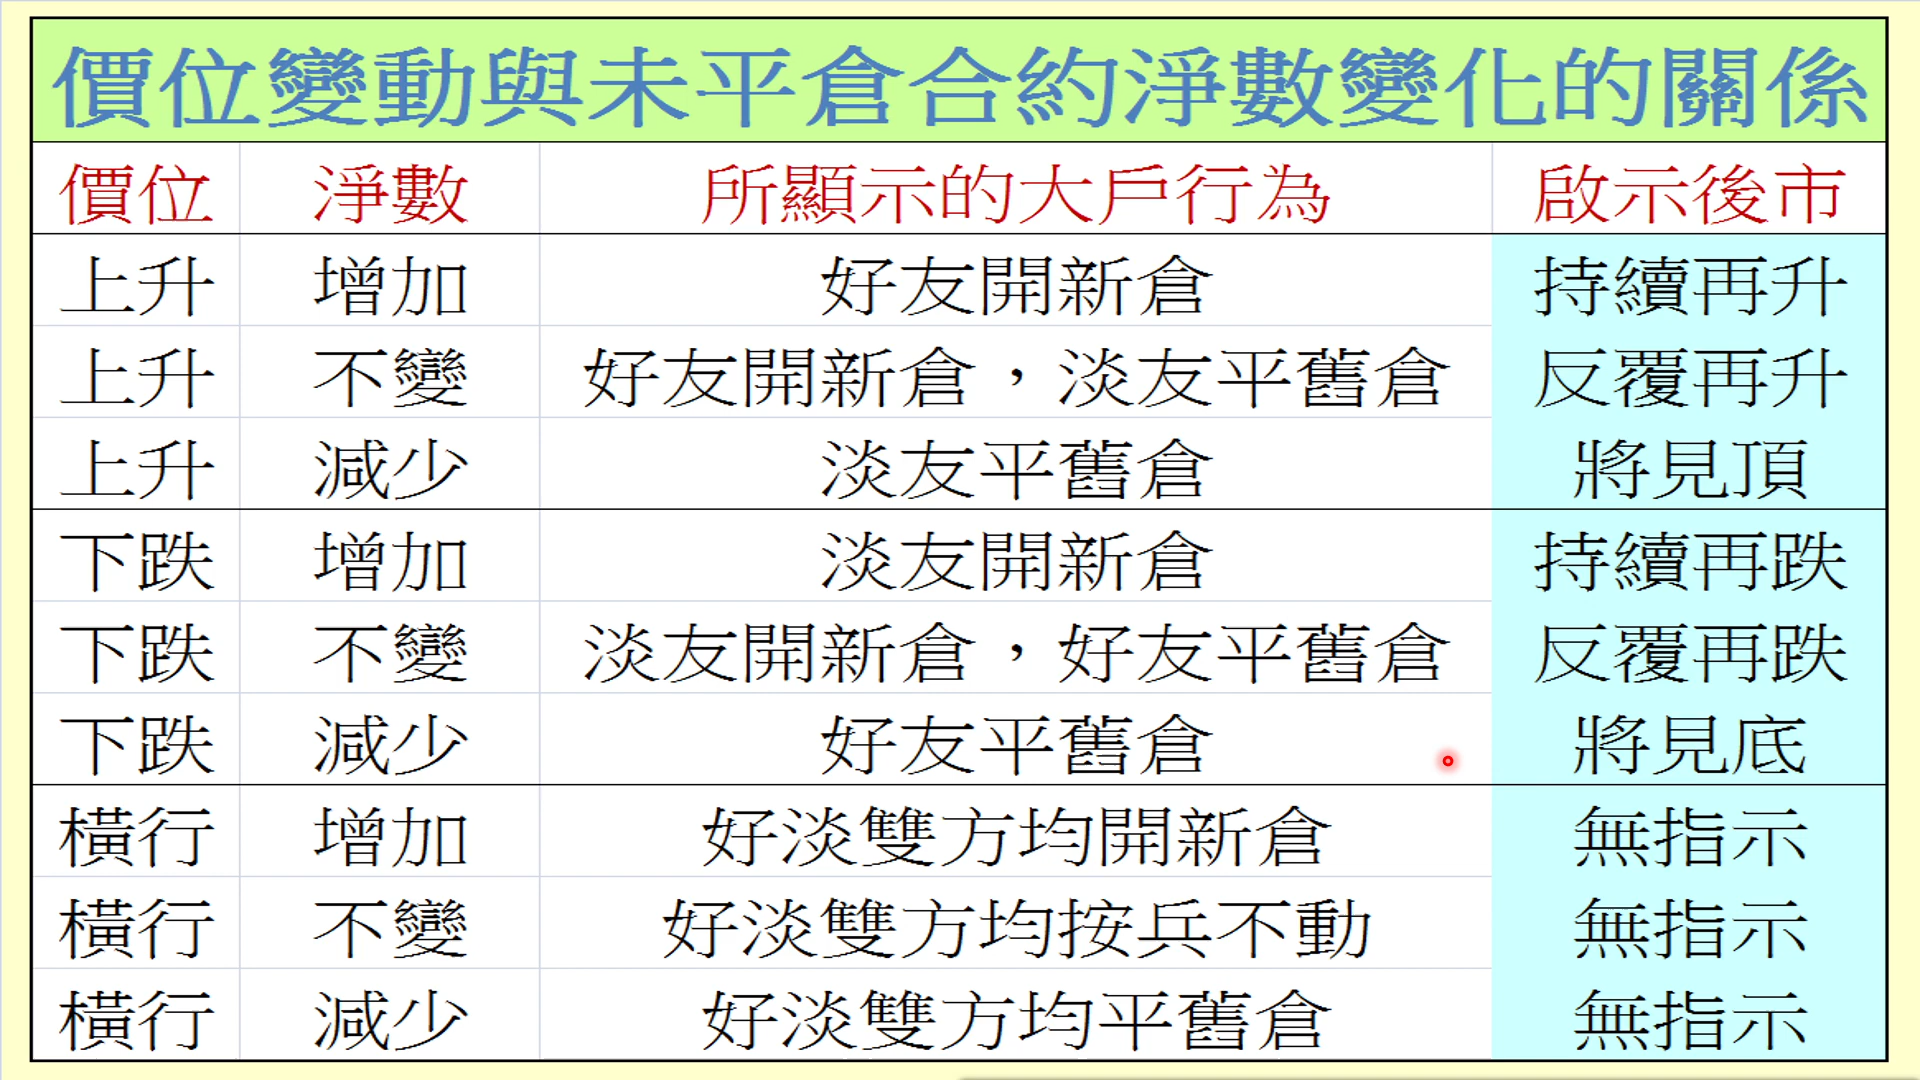 價位變動與未平倉合約淨數變化的關係
價位 淨數 所顯示的大戶行為 啟示後市
上升 增加 好友開新倉 持續再升
上升 不變 好友開新倉，淡友平舊倉 反覆再升
上升 減少 淡友平舊倉 將見頂
下跌 增加 淡友開新倉 持續再跌
下跌 不變 淡友開新倉，好友平舊倉 反覆再跌
下跌 減少 好友平舊倉 將見底
橫行 增加 好淡雙方均開新倉 無指示
橫行 不變 好淡雙方均按兵不動 無指示
橫行 減少 好淡雙方均平舊倉 無指示